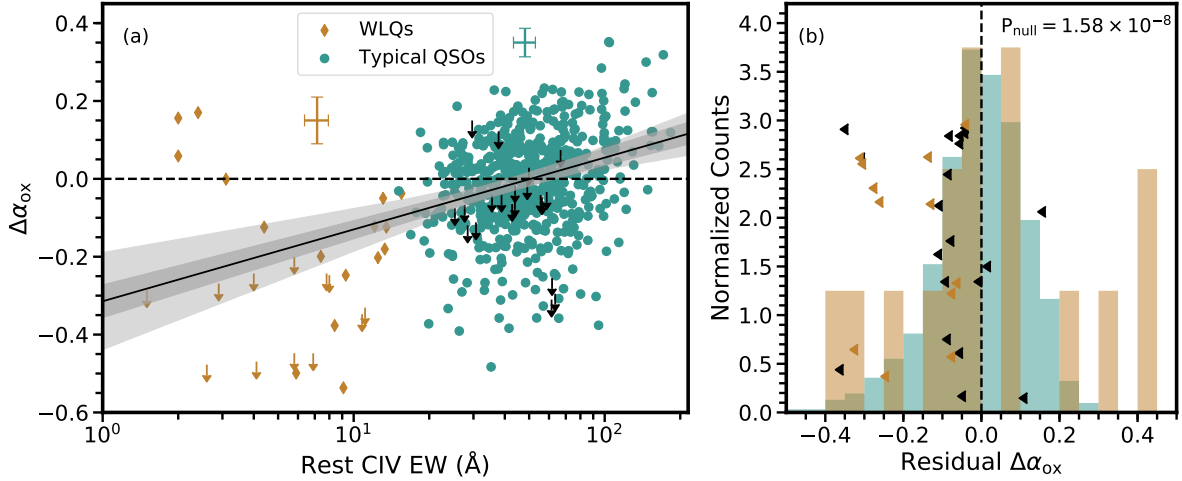 (a)
WLQs
Typical QSOs
0.4
0.2
0.0
−0.2
−0.4
−0.6
Δα_ox
10^0
10^1
10^2
Rest CIV EW (Å)
(b)
P_null = 1.58 × 10^−8
4.0
3.5
3.0
2.5
2.0
1.5
1.0
0.5
0.0
Normalized Counts
−0.4
−0.2
0.0
0.2
0.4
Residual Δα_ox